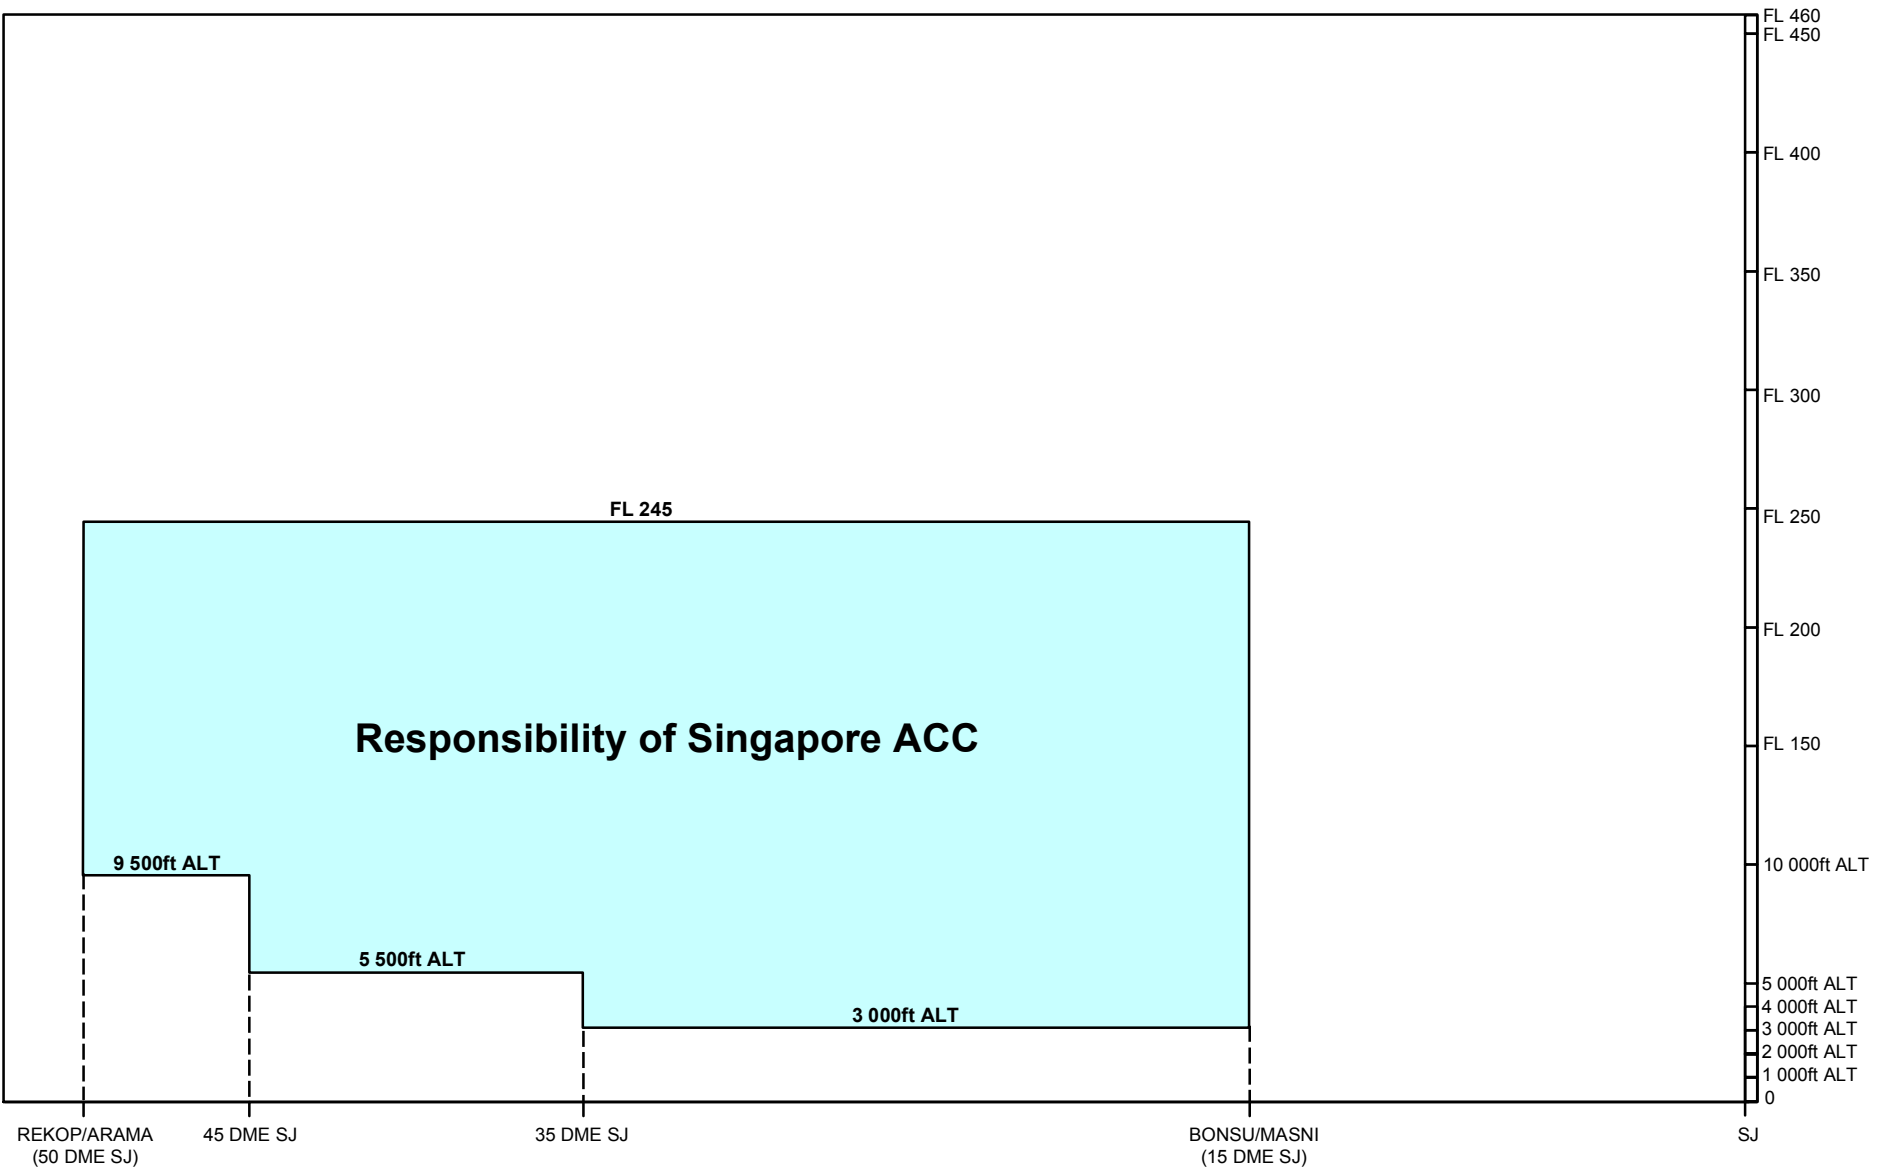 FL 460
FL 450
FL 400
FL 350
FL 300
FL 245
FL 250
FL 200
Responsibility of Singapore ACC
FL 150
9 500ft ALT
10 000ft ALT
5 500ft ALT
5 000ft ALT
4 000ft ALT
3 000ft ALT
3 000ft ALT
2 000ft ALT
1 000ft ALT
0
REKOP/ARAMA
(50 DME SJ)
45 DME SJ
35 DME SJ
BONSU/MASNI
(15 DME SJ)
SJ